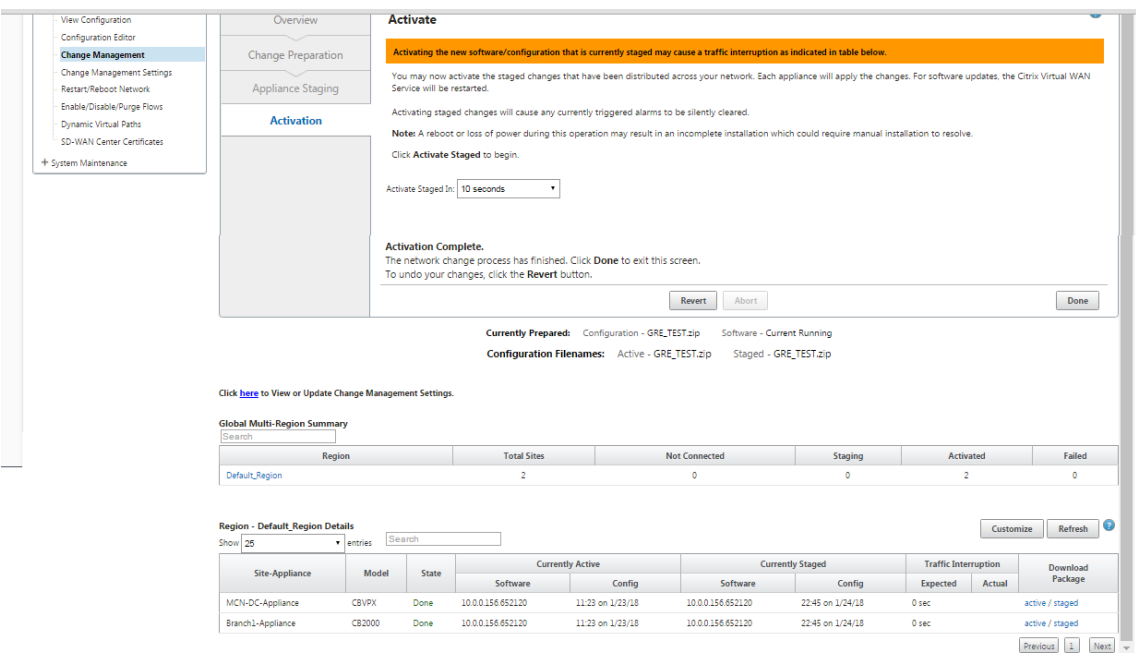 View Configuration
Configuration Editor
Change Management
Change Management Settings
Restart/Reboot Network
Enable/Disable/Purge Flows
Dynamic Virtual Paths
SD-WAN Center Certificates
+ System Maintenance
Overview
Change Preparation
Appliance Staging
Activation
Activate
Activating the new software/configuration that is currently staged may cause a traffic interruption as indicated in table below.
You may now activate the staged changes that have been distributed across your network. Each appliance will apply the changes. For software updates, the Citrix Virtual WAN
Service will be restarted.
Activating staged changes will cause any currently triggered alarms to be silently cleared.
Note: A reboot or loss of power during this operation may result in an incomplete installation which could require manual installation to resolve.
Click Activate Staged to begin.
Activate Staged In: 10 seconds
Activation Complete.
The network change process has finished. Click Done to exit this screen.
To undo your changes, click the Revert button.
Revert Abort Done
Currently Prepared: Configuration - GRE_TEST.zip Software - Current Running
Configuration Filenames: Active - GRE_TEST.zip Staged - GRE_TEST.zip
Click here to View or Update Change Management Settings.
Global Multi-Region Summary
Search
Region Total Sites Not Connected Staging Activated Failed
Default_Region 2 0 0 2 0
Region - Default_Region Details
Customize Refresh ?
Show 25 entries Search
Site-Appliance Model State Currently Active Currently Staged Traffic Interruption Download Package
Software Config Software Config Expected Actual
MCN-DC-Appliance CBVPX Done 10.0.0.156.652120 11:23 on 1/23/18 10.0.0.156.652120 22:45 on 1/24/18 0 sec active / staged
Branch1-Appliance CB2000 Done 10.0.0.156.652120 11:23 on 1/23/18 10.0.0.156.652120 22:45 on 1/24/18 0 sec active / staged
Previous 1 Next